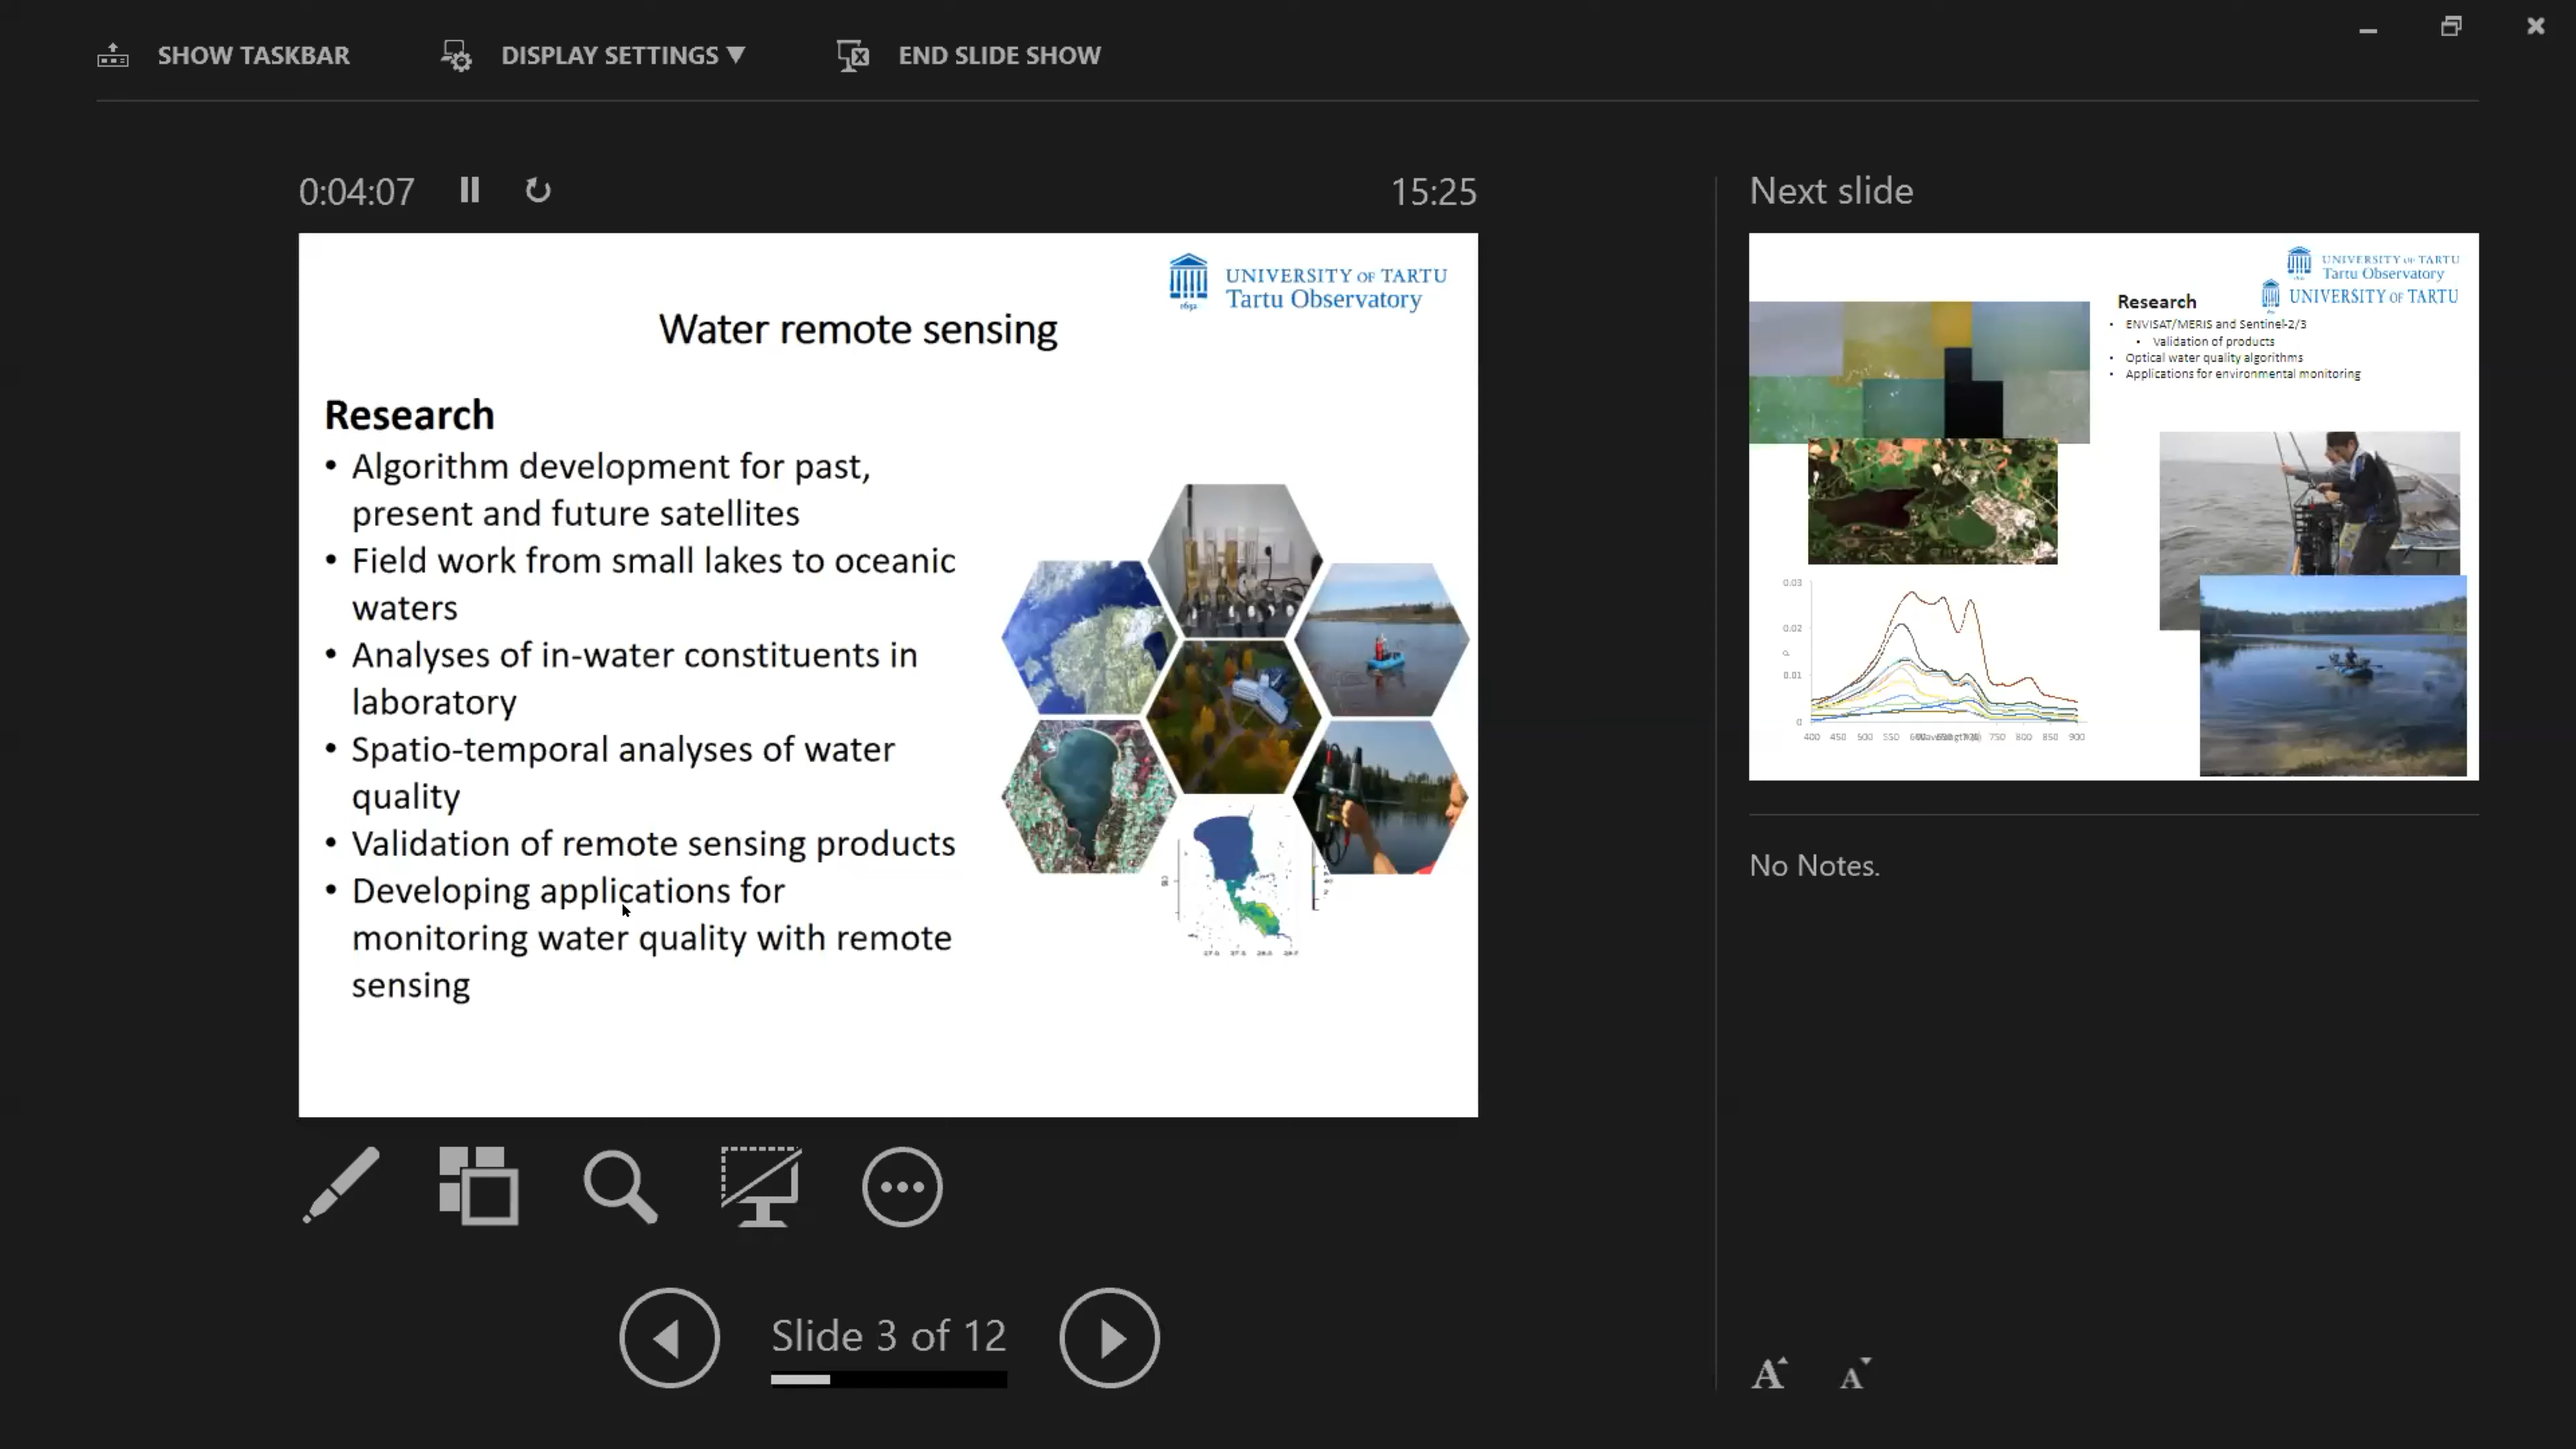 SHOW TASKBAR
DISPLAY SETTINGS
END SLIDE SHOW
0:04:07
15:25
UNIVERSITY OF TARTU
Tartu Observatory
1632
Water remote sensing
Research
• Algorithm development for past,
present and future satellites
• Field work from small lakes to oceanic
waters
• Analyses of in-water constituents in
laboratory
• Spatio-temporal analyses of water
quality
• Validation of remote sensing products
• Developing applications for
monitoring water quality with remote
sensing
Slide 3 of 12
Next slide
UNIVERSITY OF TARTU
Tartu Observatory
UNIVERSITY OF TARTU
Research
• ENVISAT/MERIS and Sentinel-2/3
• Validation of products
• Optical water quality algorithms
• Applications for environmental monitoring
0.03
0.02
0.01
0
400 450 500 550 750 800 850 900
No Notes.
A
A